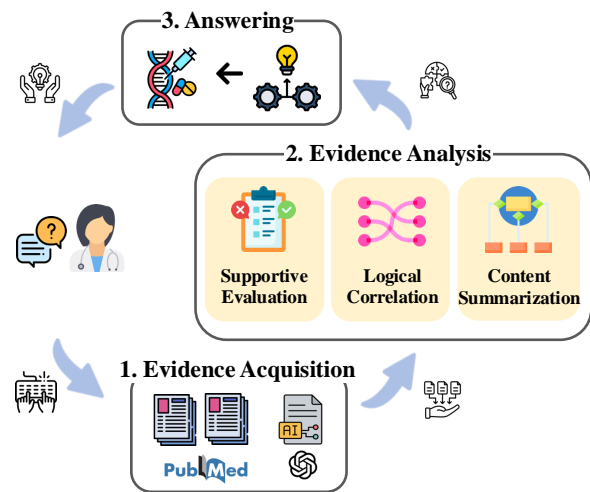 3. Answering
2. Evidence Analysis
Supportive
Evaluation
Logical
Correlation
Content
Summarization
?
1. Evidence Acquisition
AI
PubMed